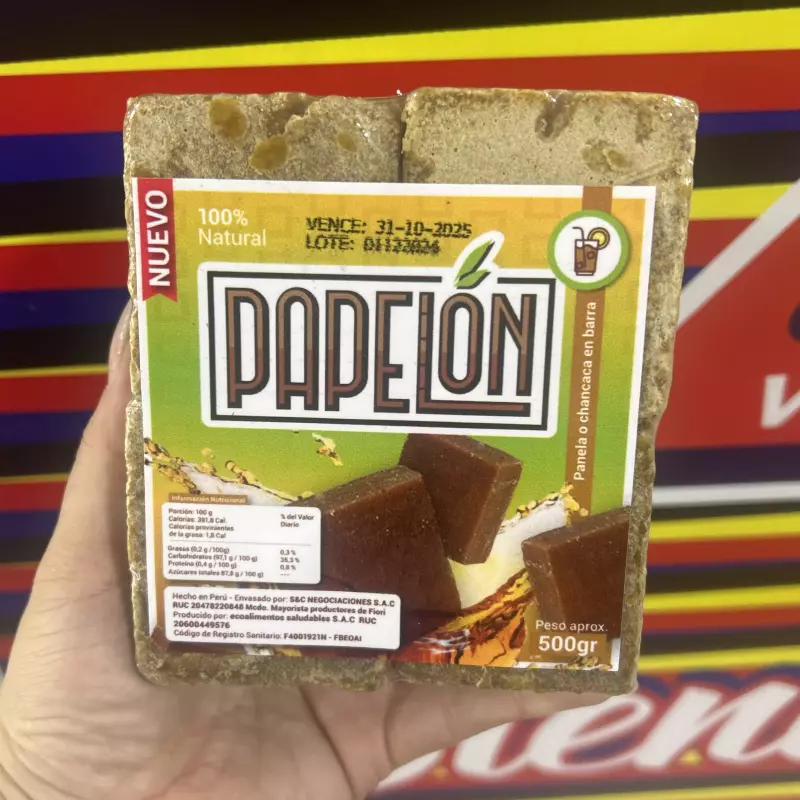 NUEVO
100%
Natural
VENCE: 31-10-2025
LOTE: 01122024
PAPELÓN
Panela o chancaca en barra
Información Nutricional
Porción: 100 g
Calorías: 391,8 Cal.
Calorías provinientes
de la grasa: 1,8 Cal
% del Valor
Diario
Grasas (0,2 g /100g) 0,3 %
Carbohidratos (97,1 g / 100 g) 35,3 %
Proteína (0,4 g / 100 g) 0,8 %
Azúcares totales 87,8 g / 100 g) ---
Hecho en Perú - Envasado por: S&C NEGOCIACIONES S.A.C
RUC 20478220848 Mcdo. Mayorista productores de Fiori
Producido por: ecoalimentos saludables S.A.C RUC
20600449576
Código de Registro Sanitario: F4001921N - FBEOAI
Peso aprox.
500gr